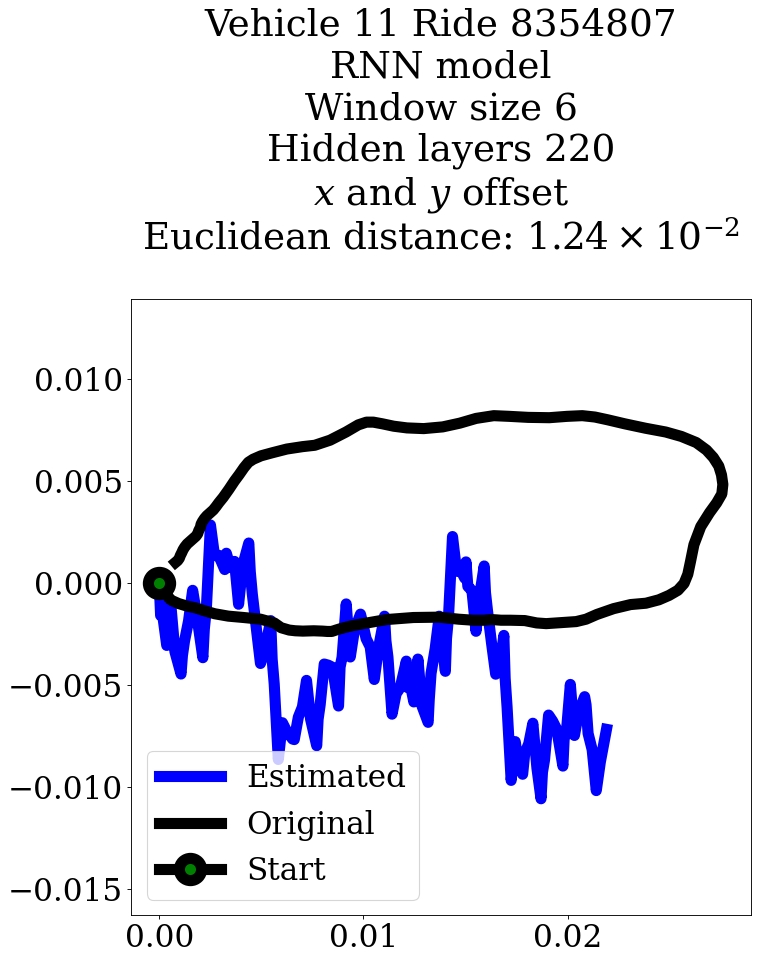 Vehicle 11 Ride 8354807
RNN model
Window size 6
Hidden layers 220
x and y offset
Euclidean distance: 1.24 × 10⁻²
0.010
0.005
0.000
−0.005
−0.010
−0.015
Estimated
Original
Start
0.00 0.01 0.02